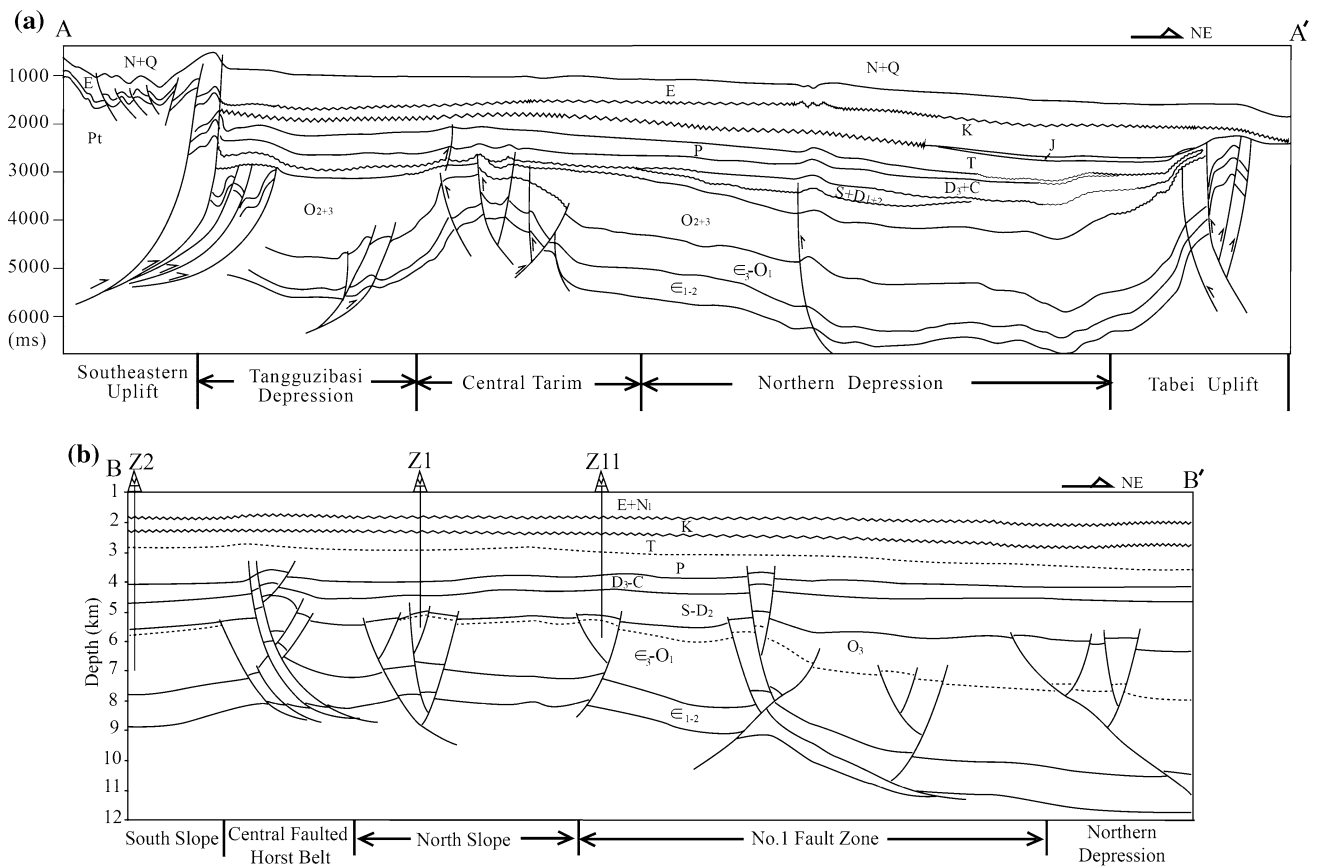 (a)
A
NE
A′
N+Q
N+Q
1000
E
E
2000
K
Pt
J
P
T
3000
D₃+C
S+D₁₊₂
O₂₊₃
O₂₊₃
4000
5000
∈₃-O₁
∈₁₋₂
6000
(ms)
Southeastern
Uplift
Tangguzibasi
Depression
Central Tarim
Northern Depression
Tabei Uplift
(b)
B
Z2
Z1
Z11
NE
B′
1
E+N₁
2
K
T
3
P
4
D₃-C
5
S-D₂
6
O₃
∈₃-O₁
7
8
∈₁₋₂
9
10
11
12
Depth (km)
South Slope
Central Faulted
Horst Belt
North Slope
No.1 Fault Zone
Northern
Depression